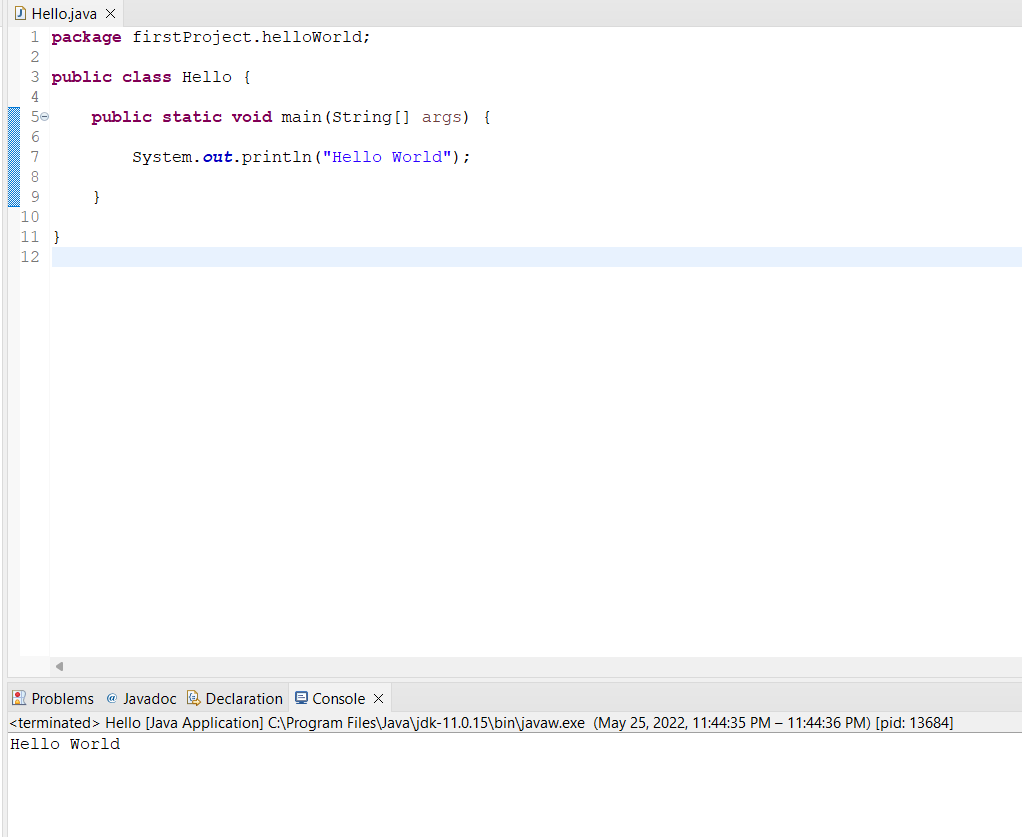 Hello.java
1 package firstProject.helloWorld;
2
3 public class Hello {
4
5 public static void main(String[] args) {
6
7 System.out.println("Hello World");
8
9 }
10
11 }
12
Problems @ Javadoc Declaration Console
<terminated> Hello [Java Application] C:\Program Files\Java\jdk-11.0.15\bin\javaw.exe (May 25, 2022, 11:44:35 PM – 11:44:36 PM) [pid: 13684]
Hello World